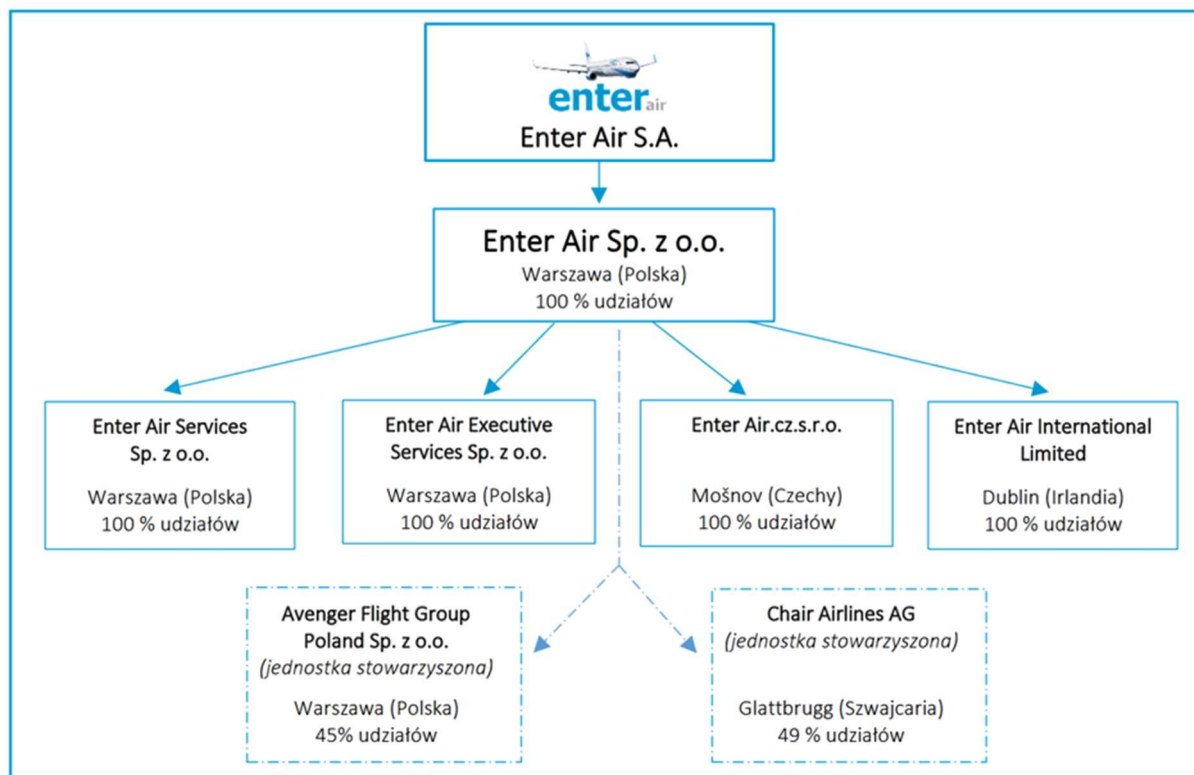 enter air
Enter Air S.A.
Enter Air Sp. z o.o.
Warszawa (Polska)
100 % udziałów
Enter Air Services
Sp. z o.o.
Warszawa (Polska)
100 % udziałów
Enter Air Executive
Services Sp. z o.o.
Warszawa (Polska)
100 % udziałów
Enter Air.cz.s.r.o.
Mošnov (Czechy)
100 % udziałów
Enter Air International
Limited
Dublin (Irlandia)
100 % udziałów
Avenger Flight Group
Poland Sp. z o.o.
(jednostka stowarzyszona)
Warszawa (Polska)
45% udziałów
Chair Airlines AG
(jednostka stowarzyszona)
Glattbrugg (Szwajcaria)
49 % udziałów